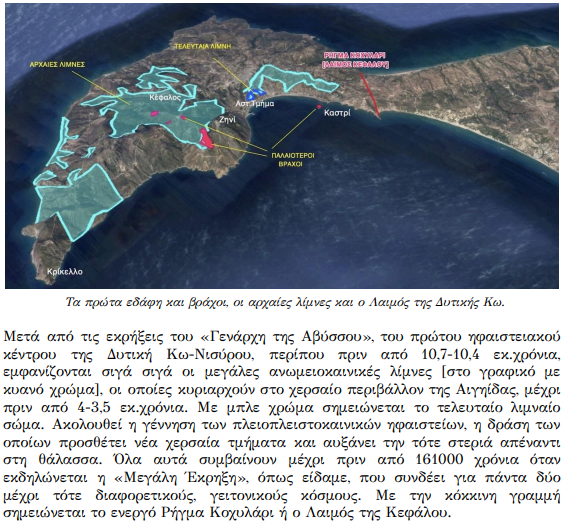 ΤΕΛΕΥΤΑΙΑ ΛΙΜΝΗ
ΡΗΓΜΑ ΚΟΧΥΛΑΡΙ
[ΛΑΙΜΟΣ ΚΕΦΑΛΟΥ]
ΑΡΧΑΙΕΣ ΛΙΜΝΕΣ
Κέφαλος
Αστ.Τμήμα
Καστρί
Ζηνί
ΠΑΛΑΙΟΤΕΡΟΙ
ΒΡΑΧΟΙ
Κρίκελλο
Τα πρώτα εδάφη και βράχοι, οι αρχαίες λίμνες και ο Λαιμός της Δυτικής Κω.
Μετά από τις εκρήξεις του «Γενάρχη της Αβύσσου», του πρώτου ηφαιστειακού
κέντρου της Δυτική Κω-Νισύρου, περίπου πριν από 10,7-10,4 εκ.χρόνια,
εμφανίζονται σιγά σιγά οι μεγάλες ανωμειοκαινικές λίμνες [στο γραφικό με
κυανό χρώμα], οι οποίες κυριαρχούν στο χερσαίο περιβάλλον της Αιγηίδας, μέχρι
πριν από 4-3,5 εκ.χρόνια. Με μπλε χρώμα σημειώνεται το τελευταίο λιμναίο
σώμα. Ακολουθεί η γέννηση των πλειοπλειστοκαινικών ηφαιστείων, η δράση των
οποίων προσθέτει νέα χερσαία τμήματα και αυξάνει την τότε στεριά απέναντι
στη θάλασσα. Όλα αυτά συμβαίνουν μέχρι πριν από 161000 χρόνια όταν
εκδηλώνεται η «Μεγάλη Έκρηξη», όπως είδαμε, που συνδέει για πάντα δύο
μέχρι τότε διαφορετικούς, γειτονικούς κόσμους. Με την κόκκινη γραμμή
σημειώνεται το ενεργό Ρήγμα Κοχυλάρι ή ο Λαιμός της Κεφάλου.